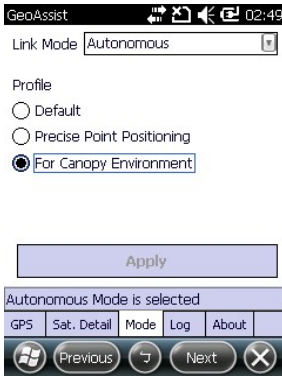 GeoAssist 02:49
Link Mode Autonomous
Profile
Default
Precise Point Positioning
For Canopy Environment
Apply
Autonomous Mode is selected
GPS Sat. Detail Mode Log About
Previous Next